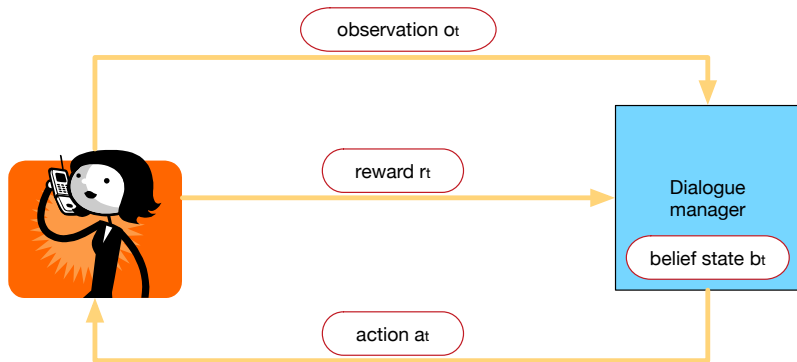 observation ot
reward rt
Dialogue
manager
belief state bt
action at